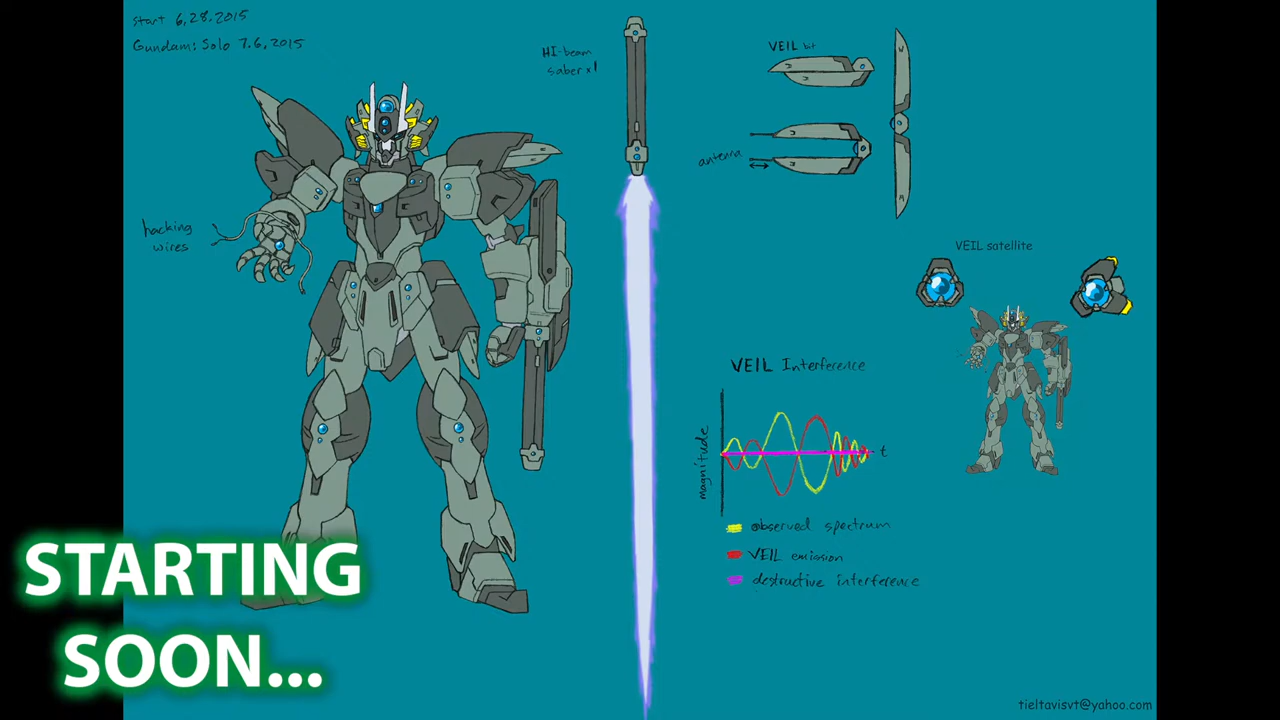 start 6,28,2015
Gundam: Solo 7.6,2015
HI-beam
saber x1
VEIL bit
antenna
hacking
wires
VEIL satellite
VEIL Interference
magnitude
t
observed spectrum
VEIL emission
destructive interference
STARTING
SOON...
tieltavisvt@yahoo.com